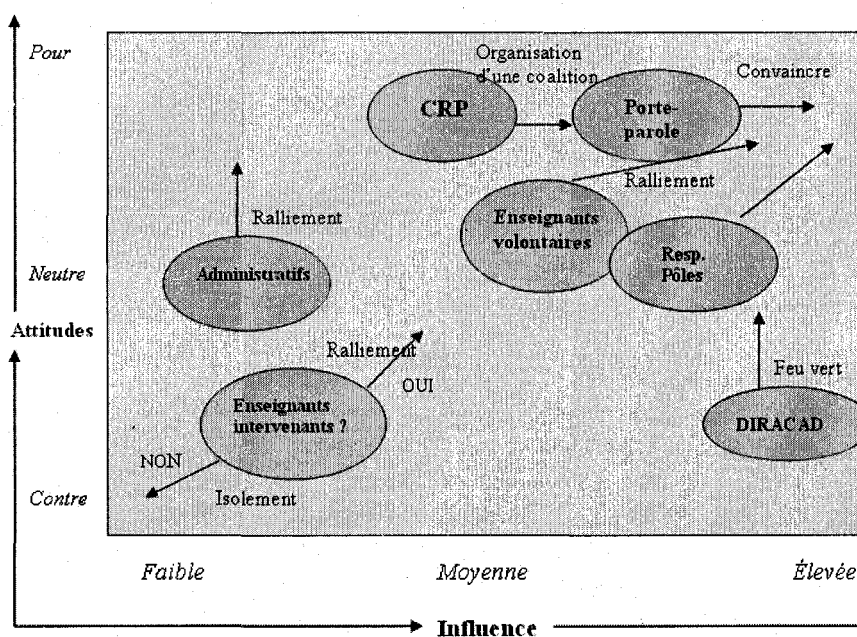 Pour
Organisation
d'une coalition
Convaincre
CRP
Porte-
parole
Ralliement
Ralliement
Enseignants
volontaires
Neutre
Administratifs
Resp.
Pôles
Attitudes
Ralliement
OUI
Feu vert
Enseignants
intervenants ?
DIRACAD
NON
Contre
Isolement
Faible
Moyenne
Élevée
Influence